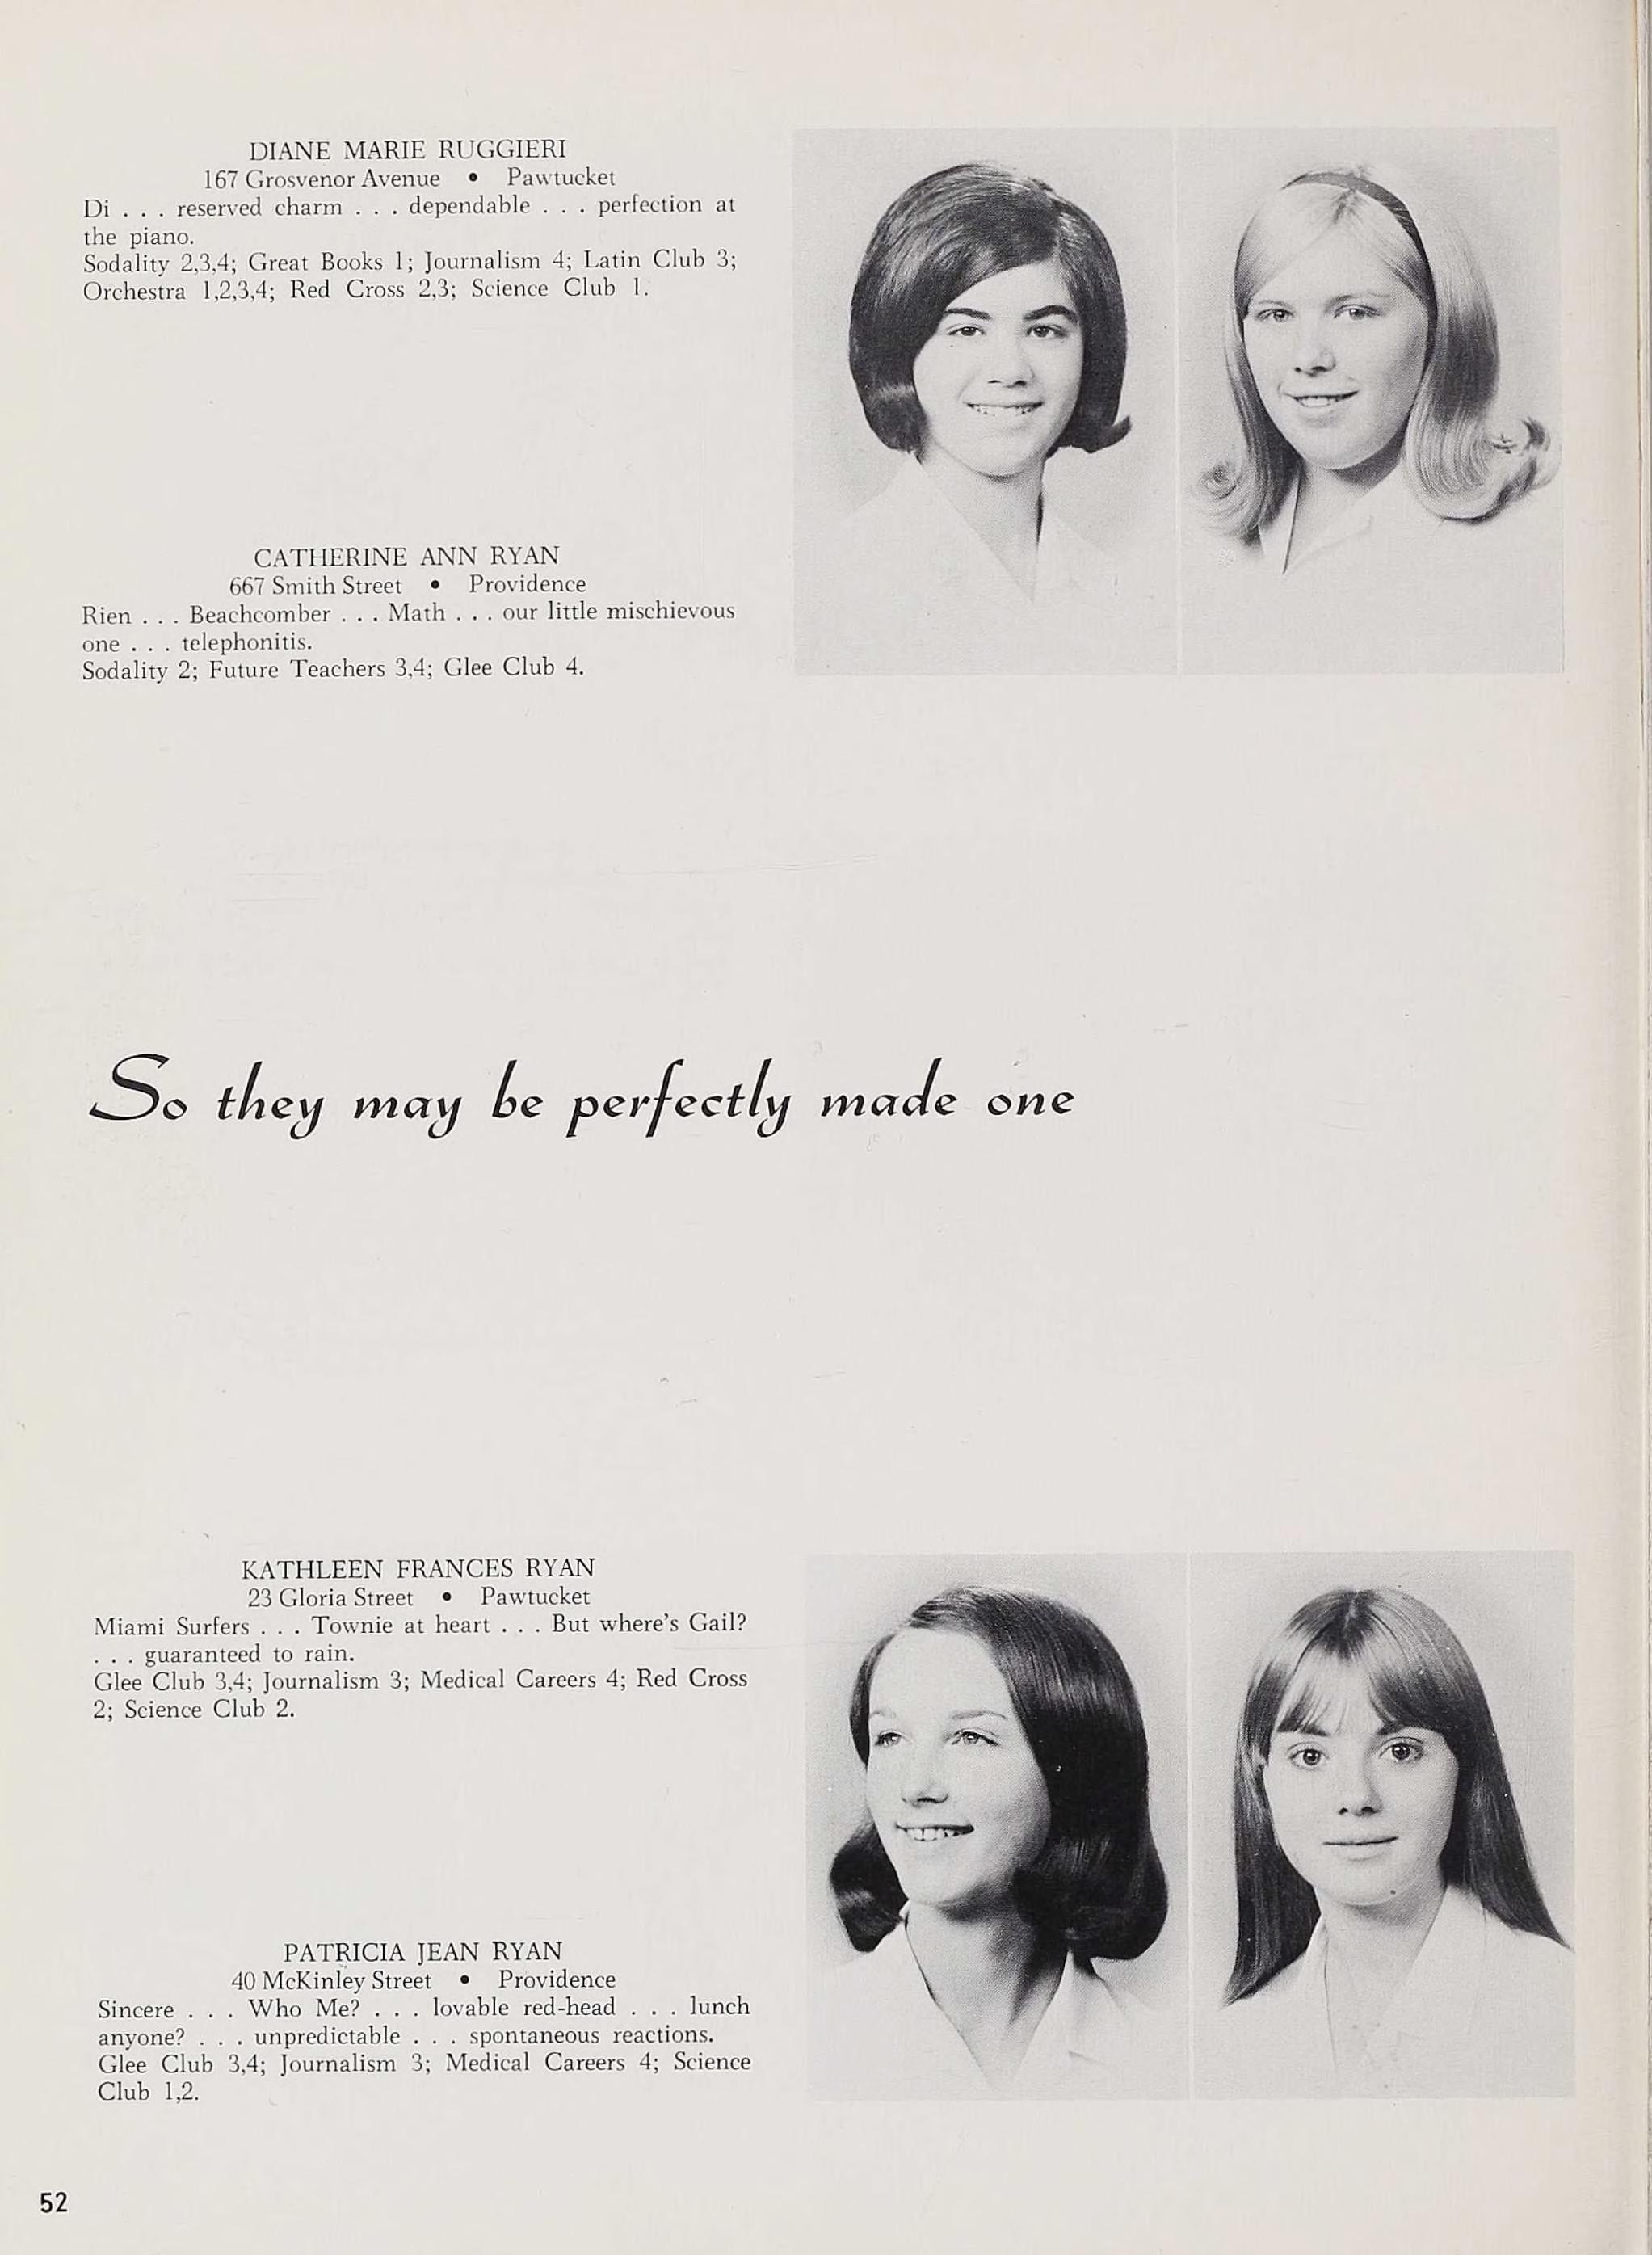 DIANE MARIE RUGGIERI
167 Grosvenor Avenue • Pawtucket
Di . . . reserved charm . . . dependable . . . perfection at
the piano.
Sodality 2,3,4; Great Books 1; Journalism 4; Latin Club 3;
Orchestra 1,2,3,4; Red Cross 2,3; Science Club 1.
CATHERINE ANN RYAN
667 Smith Street • Providence
Rien . . . Beachcomber . . . Math . . . our little mischievous
one . . . telephonitis.
Sodality 2; Future Teachers 3,4; Glee Club 4.
So they may be perfectly made one
KATHLEEN FRANCES RYAN
23 Gloria Street • Pawtucket
Miami Surfers . . . Townie at heart . . . But where's Gail?
. . . guaranteed to rain.
Glee Club 3,4; Journalism 3; Medical Careers 4; Red Cross
2; Science Club 2.
PATRICIA JEAN RYAN
40 McKinley Street • Providence
Sincere . . . Who Me? . . . lovable red-head . . . lunch
anyone? . . . unpredictable . . . spontaneous reactions.
Glee Club 3,4; Journalism 3; Medical Careers 4; Science
Club 1,2.
52